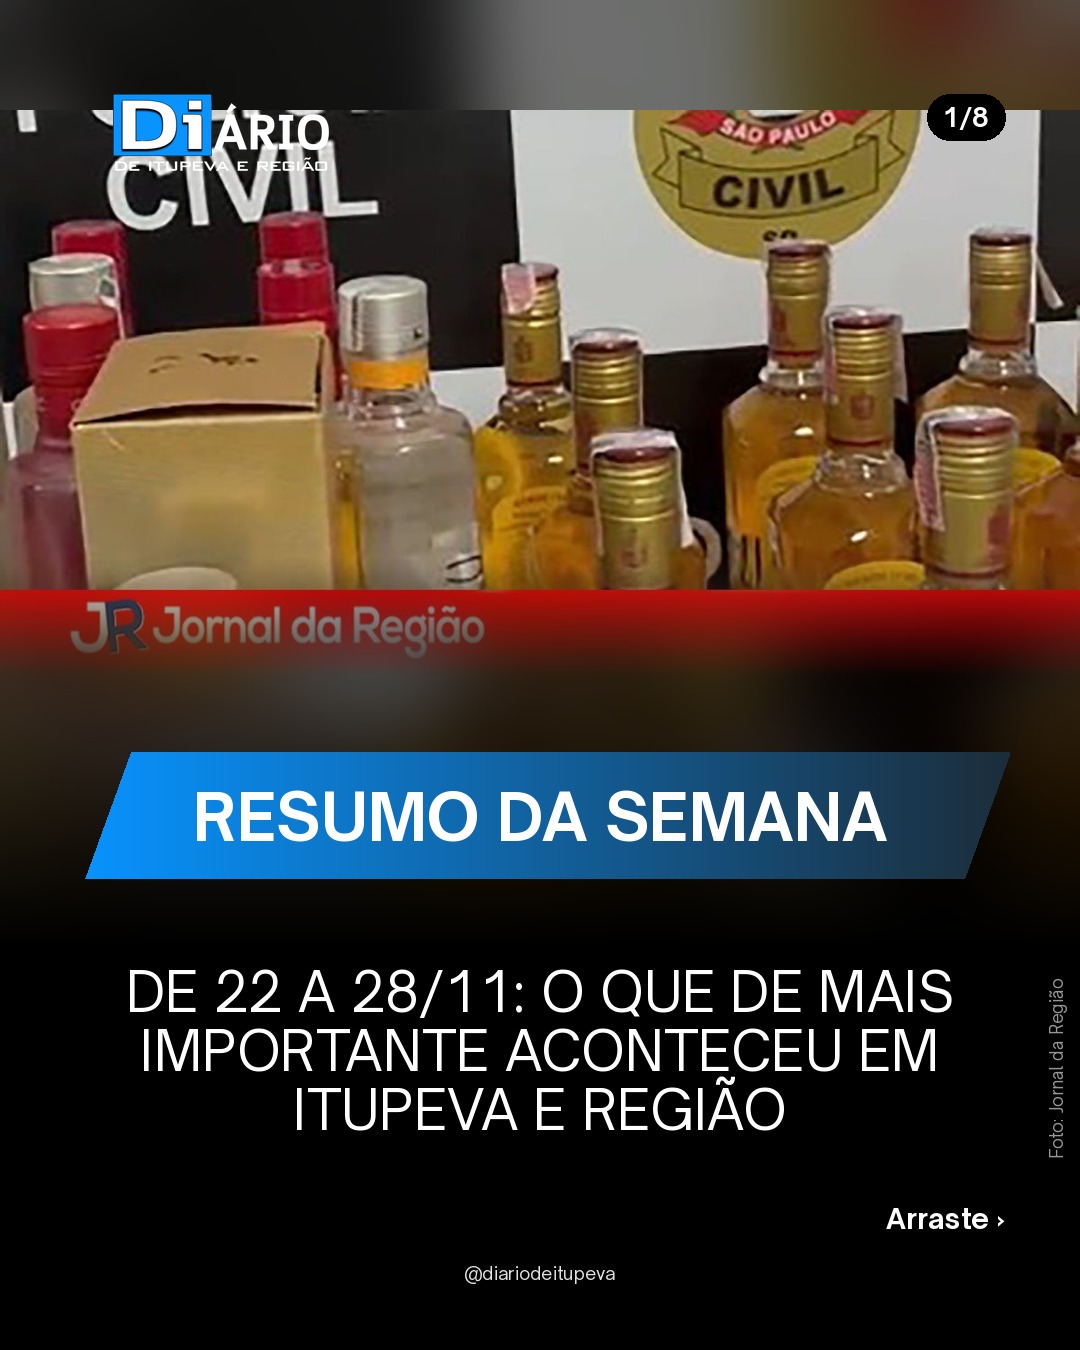 DiÁRIO
DE ITUPEVA E REGIÃO
1/8
CIVIL
SÃO PAULO
CIVIL
SP
JR Jornal da Região
RESUMO DA SEMANA
DE 22 A 28/11: O QUE DE MAIS
IMPORTANTE ACONTECEU EM
ITUPEVA E REGIÃO
Foto: Jornal da Região
Arraste ›
@diariodeitupeva